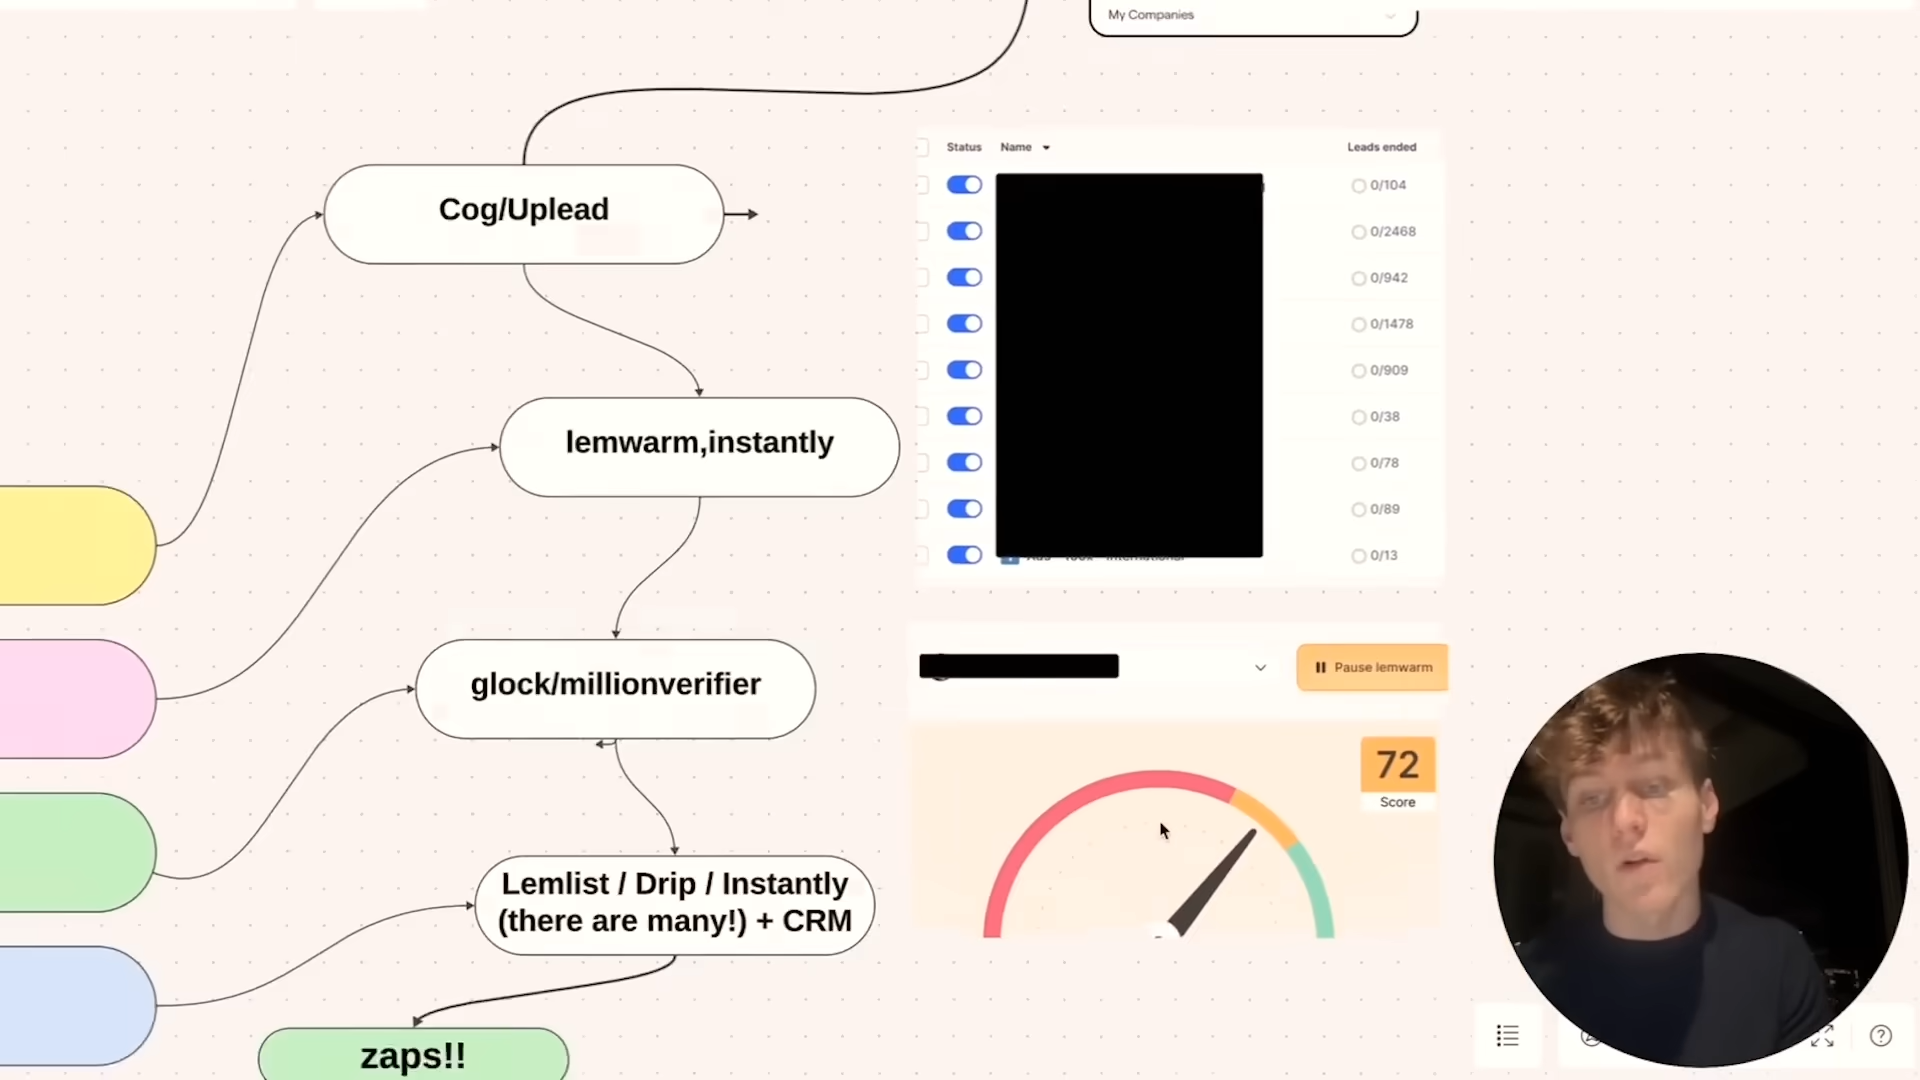 My Companies
Status Name Leads ended
0/104
0/2468
0/942
0/1478
0/909
0/38
0/78
0/89
0/13
Cog/Uplead
lemwarm,instantly
glock/millionverifier
Pause lemwarm
72
Score
Lemlist / Drip / Instantly
(there are many!) + CRM
zaps!!